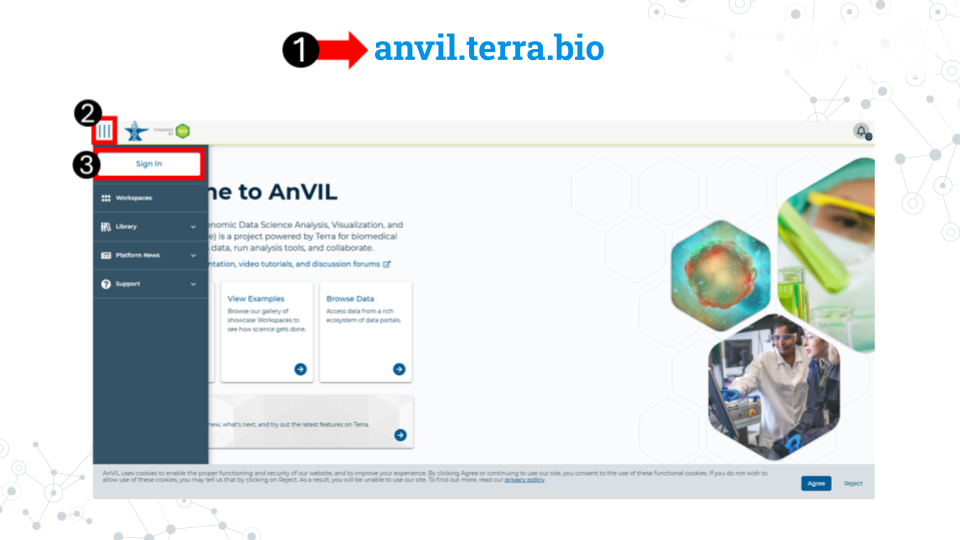 1
anvil.terra.bio
2
POWERED
BY
3
Sign In
Workspaces
Library
Platform News
Support
ne to AnVIL
nomic Data Science Analysis, Visualization, and
e) is a project powered by Terra for biomedical
data, run analysis tools, and collaborate.
ntation, video tutorials, and discussion forums
View Examples
Browse our gallery of
showcase Workspaces to
see how science gets done.
Browse Data
Access data from a rich
ecosystem of data portals.
new, what's next, and try out the latest features on Terra.
AnVIL uses cookies to enable the proper functioning and security of our website, and to improve your experience. By clicking Agree or continuing to use our site, you consent to the use of these functional cookies. If you do not wish to
allow use of these cookies, you may tell us that by clicking on Reject. As a result, you will be unable to use our site. To find out more, read our privacy policy.
Agree
Reject